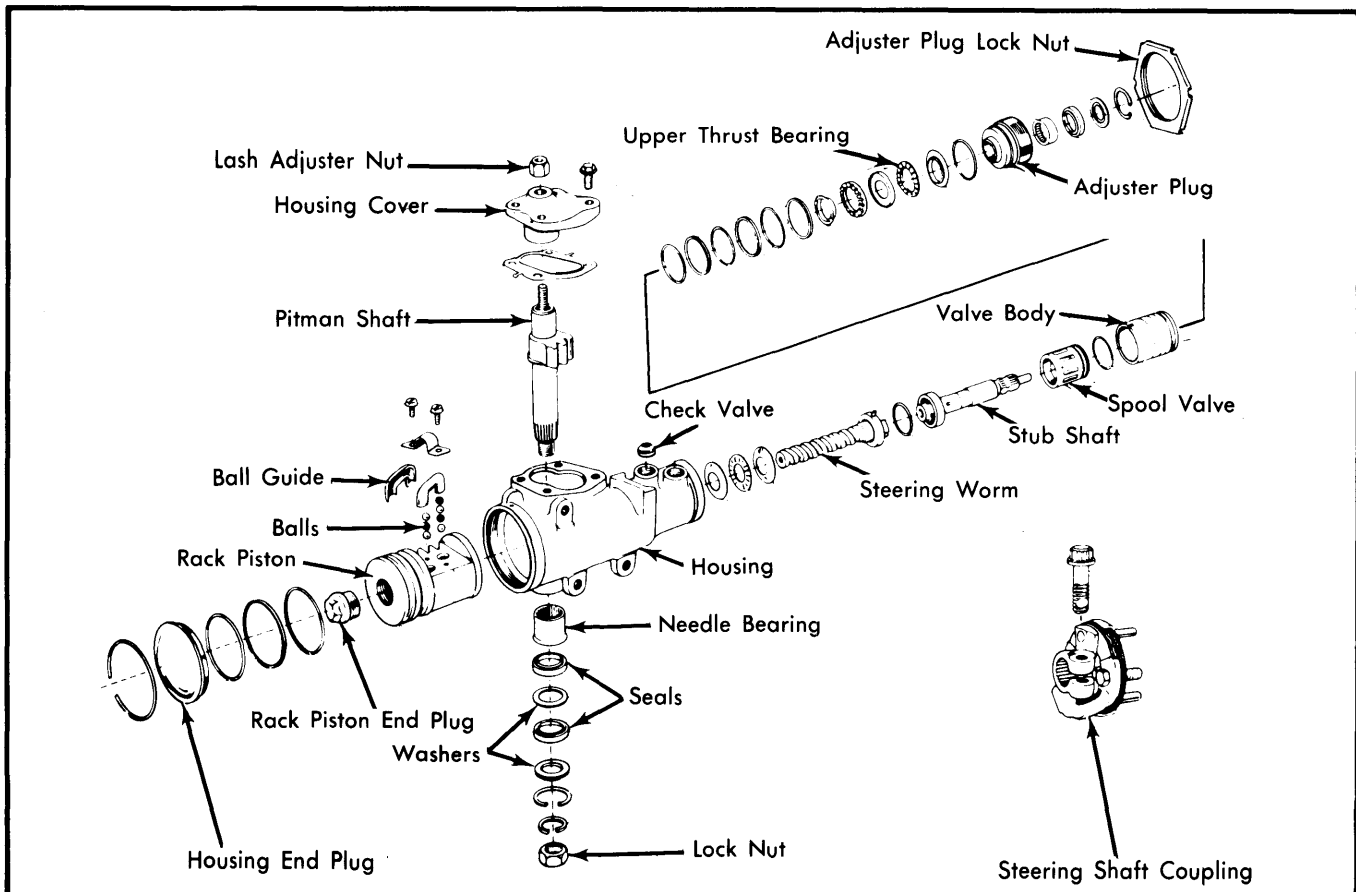 Adjuster Plug Lock Nut
Upper Thrust Bearing
Lash Adjuster Nut
Adjuster Plug
Housing Cover
Valve Body
Pitman Shaft
Check Valve
Spool Valve
Stub Shaft
Ball Guide
Steering Worm
Balls
Rack Piston
Housing
Needle Bearing
Seals
Rack Piston End Plug
Washers
Lock Nut
Housing End Plug
Steering Shaft Coupling